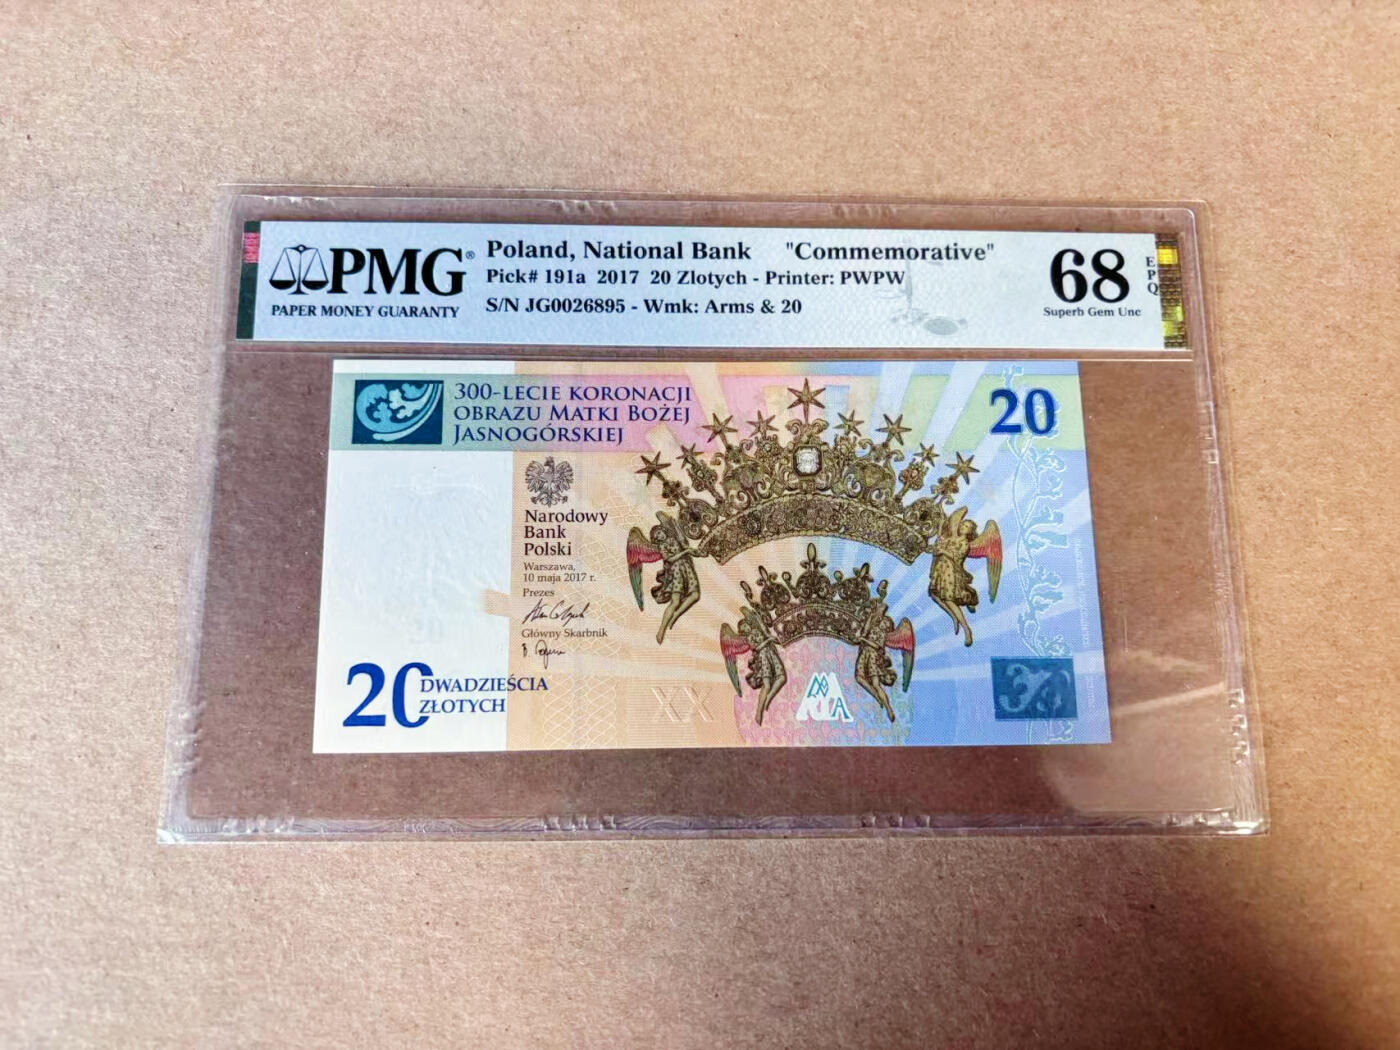 PMG®
PAPER MONEY GUARANTY
Poland, National Bank "Commemorative"
Pick# 191a 2017 20 Zlotych - Printer: PWPW
S/N JG0026895 - Wmk: Arms & 20
68
EPQ
Superb Gem Unc
300-LECIE KORONACJI
OBRAZU MATKI BOŻEJ
JASNOGÓRSKIEJ
20
Narodowy
Bank
Polski
Warszawa,
10 maja 2017 r.
Prezes
Główny Skarbnik
20 DWADZIEŚCIA
ZŁOTYCH
XX